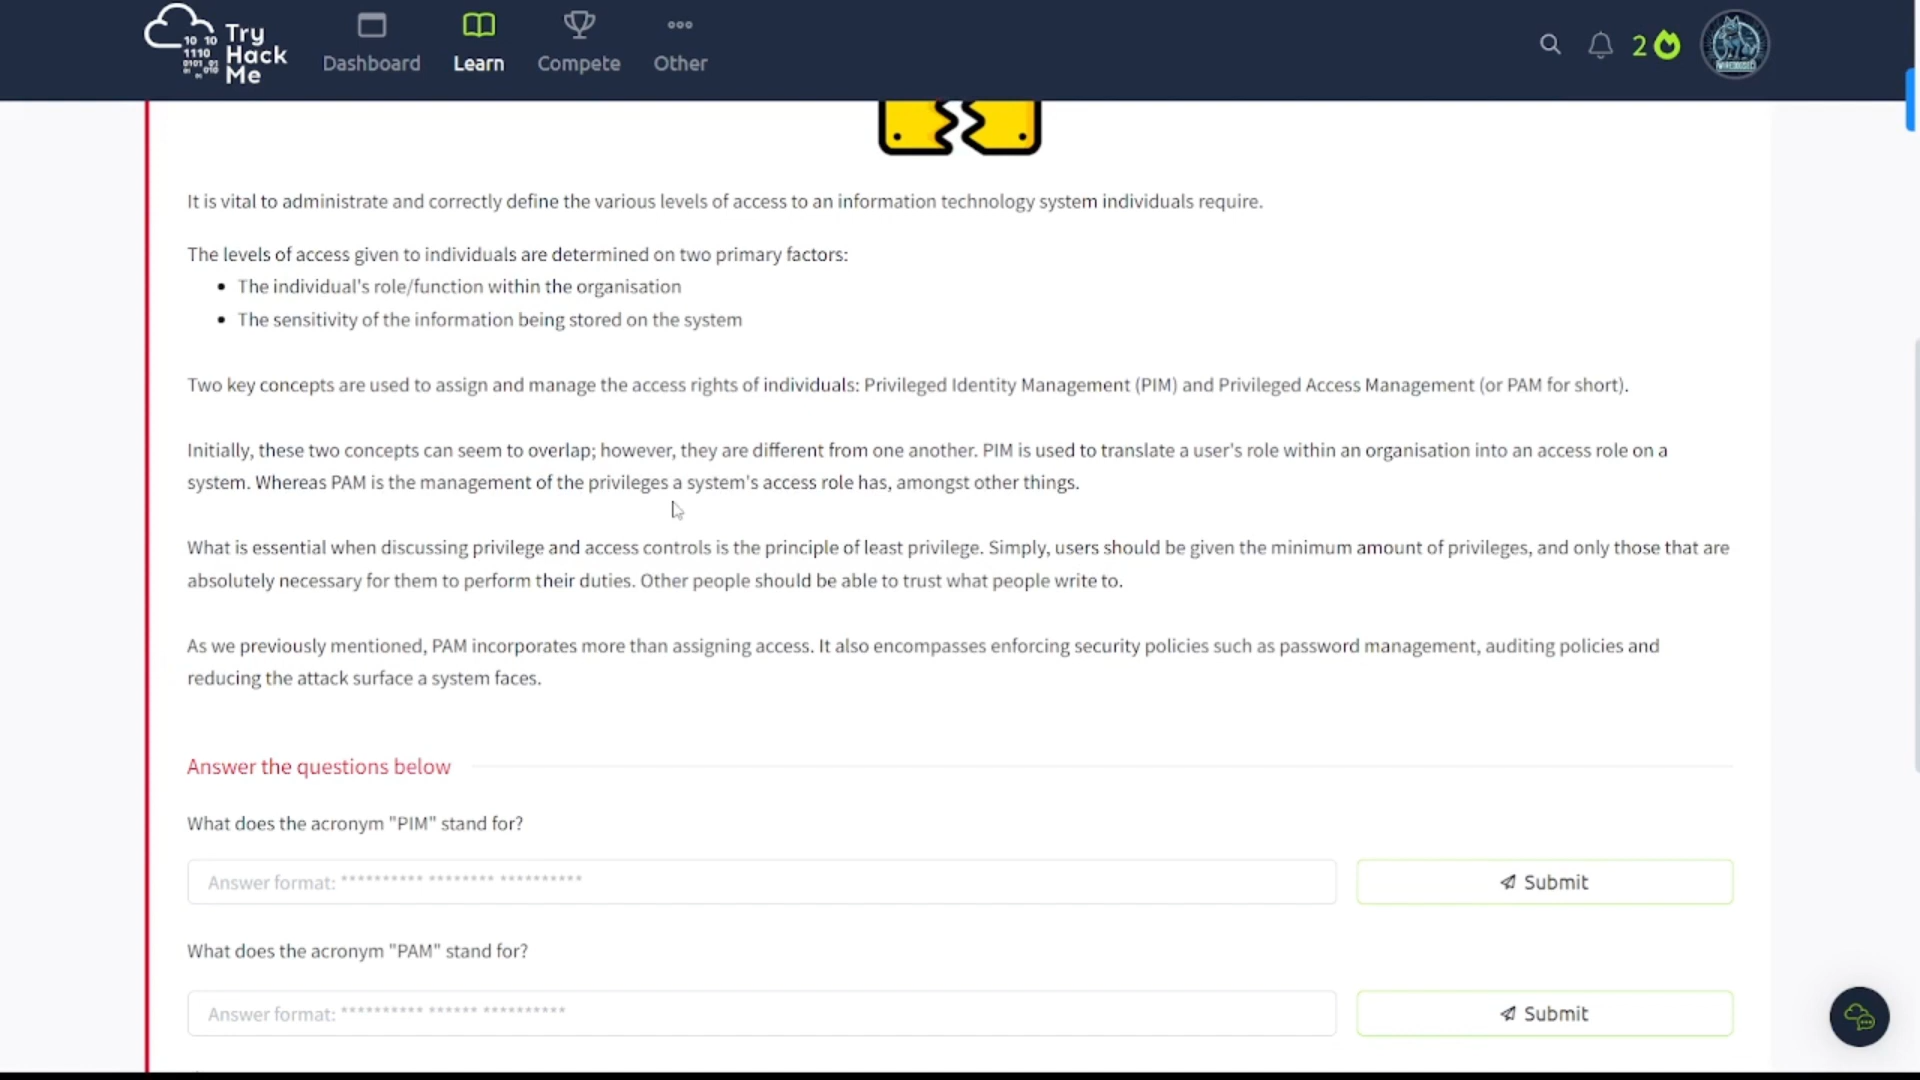 Try
Hack
Me
10 10
1110
0101 01
01 010
Dashboard
Learn
Compete
Other
2
It is vital to administrate and correctly define the various levels of access to an information technology system individuals require.
The levels of access given to individuals are determined on two primary factors:
• The individual's role/function within the organisation
• The sensitivity of the information being stored on the system
Two key concepts are used to assign and manage the access rights of individuals: Privileged Identity Management (PIM) and Privileged Access Management (or PAM for short).
Initially, these two concepts can seem to overlap; however, they are different from one another. PIM is used to translate a user's role within an organisation into an access role on a
system. Whereas PAM is the management of the privileges a system's access role has, amongst other things.
What is essential when discussing privilege and access controls is the principle of least privilege. Simply, users should be given the minimum amount of privileges, and only those that are
absolutely necessary for them to perform their duties. Other people should be able to trust what people write to.
As we previously mentioned, PAM incorporates more than assigning access. It also encompasses enforcing security policies such as password management, auditing policies and
reducing the attack surface a system faces.
Answer the questions below
What does the acronym "PIM" stand for?
Answer format: ********** ******** **********
Submit
What does the acronym "PAM" stand for?
Answer format: ********** ****** **********
Submit